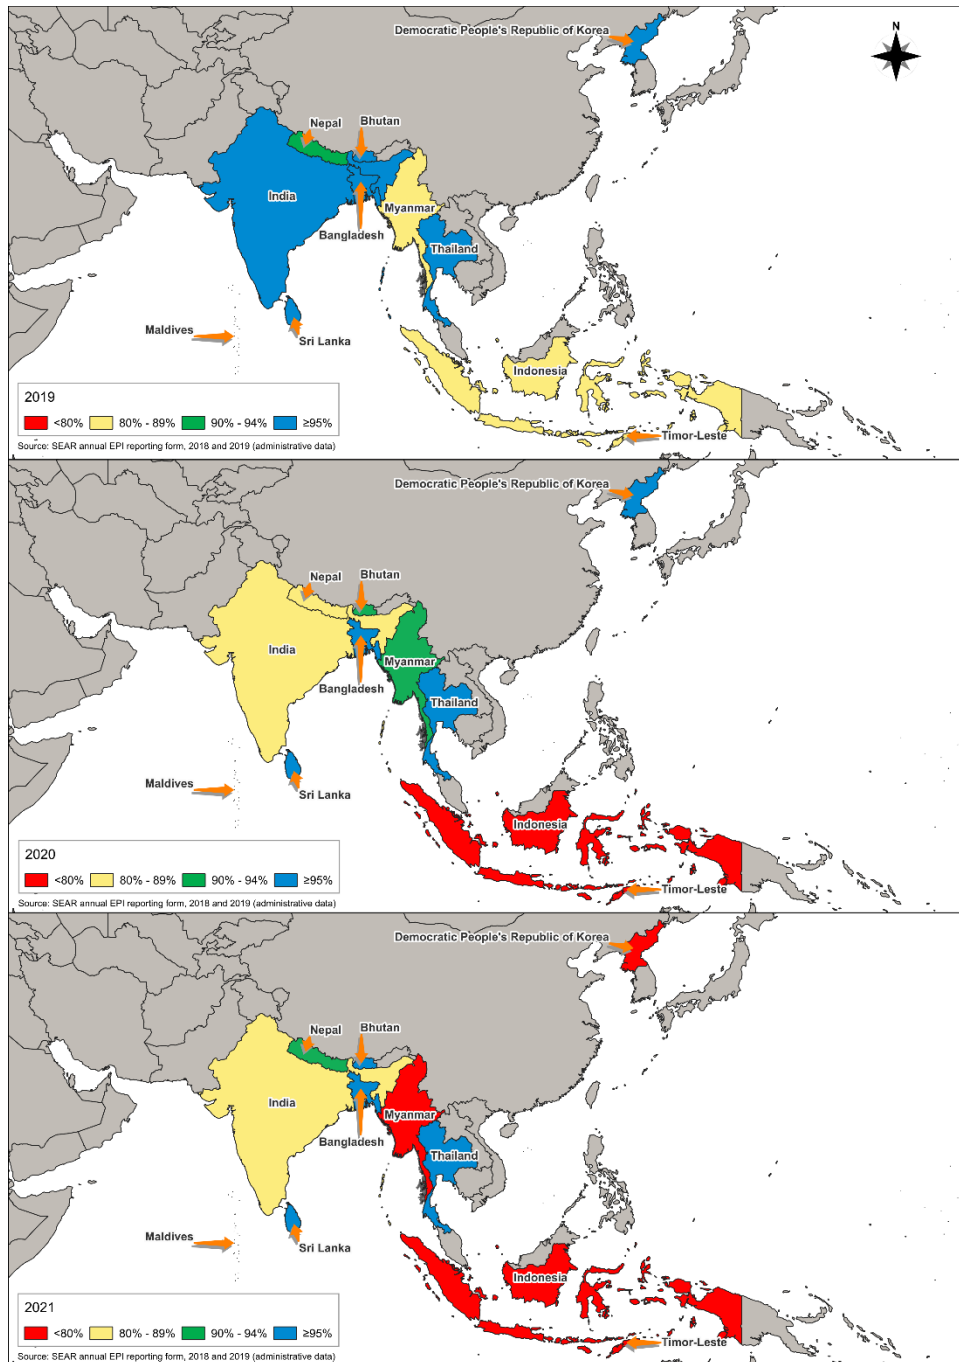 Democratic People's Republic of Korea
N
Nepal
Bhutan
India
Myanmar
Bangladesh
Thailand
Maldives
Sri Lanka
Indonesia
Timor-Leste
2019
<80% 80% - 89% 90% - 94% ≥95%
Source: SEAR annual EPI reporting form, 2018 and 2019 (administrative data)
Democratic People's Republic of Korea
Nepal
Bhutan
India
Myanmar
Bangladesh
Thailand
Maldives
Sri Lanka
Indonesia
Timor-Leste
2020
<80% 80% - 89% 90% - 94% ≥95%
Source: SEAR annual EPI reporting form, 2018 and 2019 (administrative data)
Democratic People's Republic of Korea
Nepal
Bhutan
India
Myanmar
Bangladesh
Thailand
Maldives
Sri Lanka
Indonesia
Timor-Leste
2021
<80% 80% - 89% 90% - 94% ≥95%
Source: SEAR annual EPI reporting form, 2018 and 2019 (administrative data)